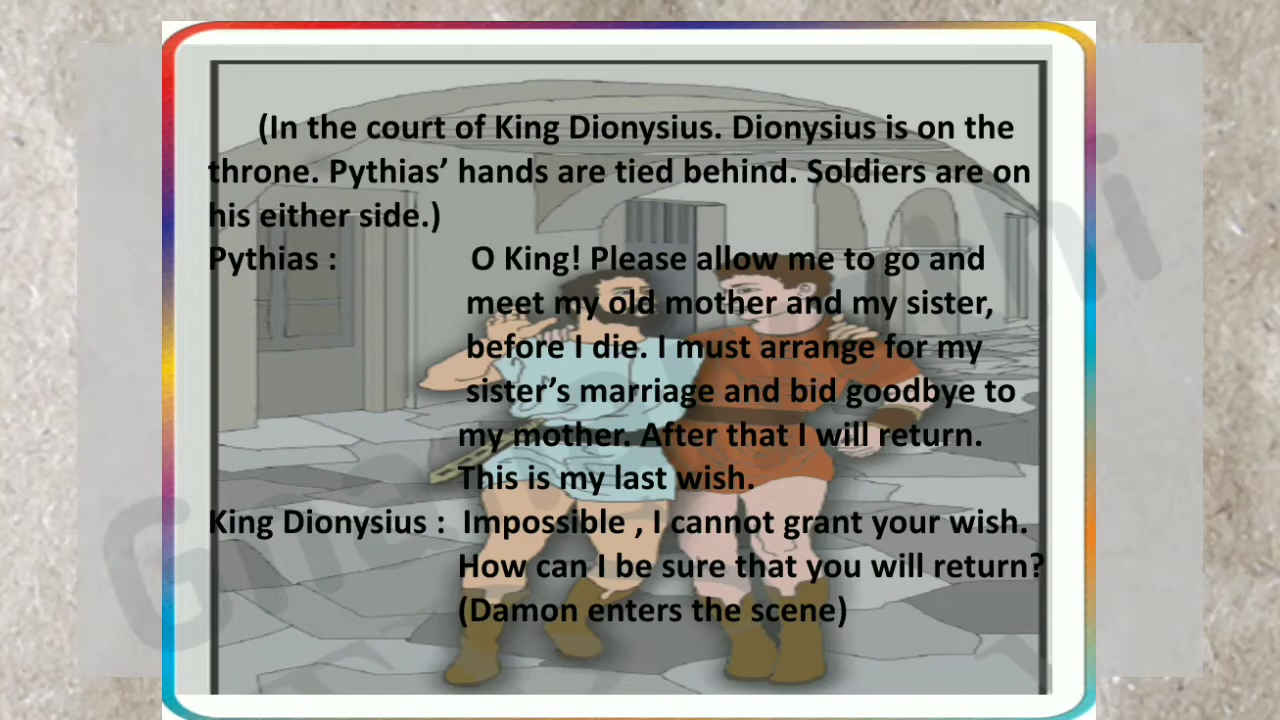 (In the court of King Dionysius. Dionysius is on the
throne. Pythias’ hands are tied behind. Soldiers are on
his either side.)
Pythias : O King! Please allow me to go and
meet my old mother and my sister,
before I die. I must arrange for my
sister’s marriage and bid goodbye to
my mother. After that I will return.
This is my last wish.
King Dionysius : Impossible , I cannot grant your wish.
How can I be sure that you will return?
(Damon enters the scene)